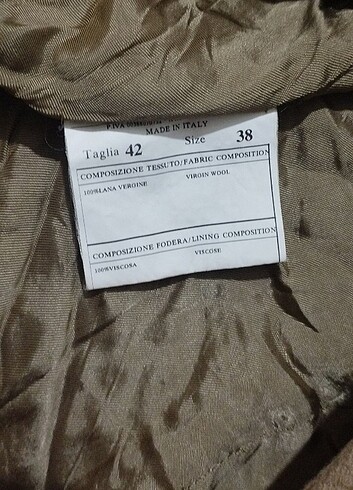 MADE IN ITALY
Taglia 42 Size 38
COMPOSIZIONE TESSUTO/FABRIC COMPOSITION
100%LANA VERGINE VIRGIN WOOL
COMPOSIZIONE FODERA/LINING COMPOSITION
100%VISCOSA VISCOSE